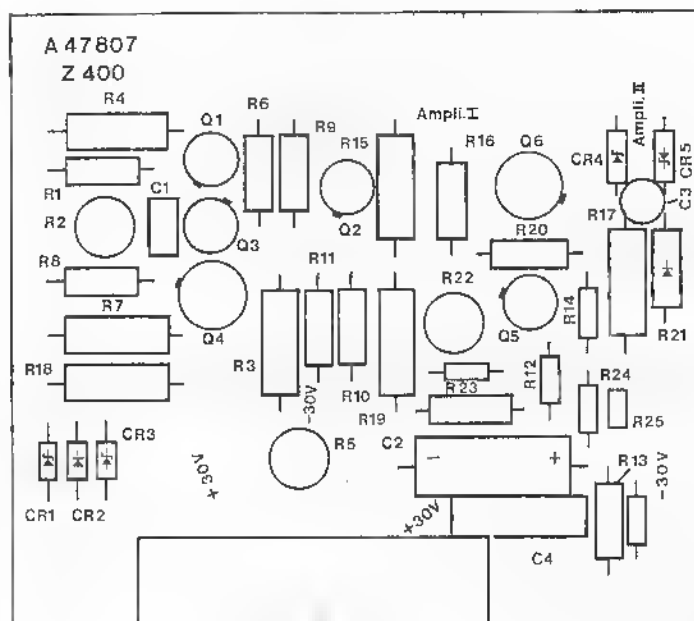 A 47807
Z 400
R4
Q1
R6
R9
R15
Ampli.I
R16
Q6
Ampli.II
CR4
CR5
R1
C1
R2
Q3
Q2
C3
R17
R20
R8
R11
R22
R7
Q4
R14
Q5
R21
R3
R10
R12
R18
-30V
R19
R23
R24
R25
CR3
R5
C2
- +
R13
-30V
+30V
CR1
CR2
+30V
C4